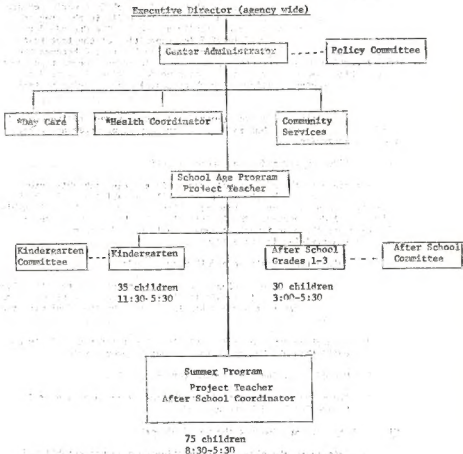 Executive Director (agency wide)
Center Administrator
Policy Committee
*Day Care
*Health Coordinator
Community
Services
School Age Program
Project Teacher
Kindergarten
Committee
Kindergarten
After School
Grades 1-3
After School
Committee
35 children
11:30-5:30
30 children
3:00-5:30
Summer Program
Project Teacher
After School Coordinator
75 children
8:30-5:30